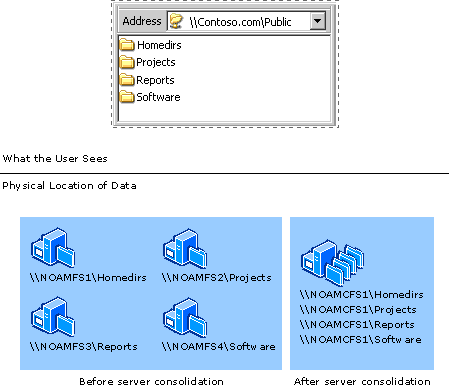 Address \\Contoso.com\Public
Homedirs
Projects
Reports
Software
What the User Sees
Physical Location of Data
\\NOAMFS1\Homedirs
\\NOAMFS2\Projects
\\NOAMFS3\Reports
\\NOAMFS4\Software
\\NOAMCFS1\Homedirs
\\NOAMCFS1\Projects
\\NOAMCFS1\Reports
\\NOAMCFS1\Software
Before server consolidation
After server consolidation